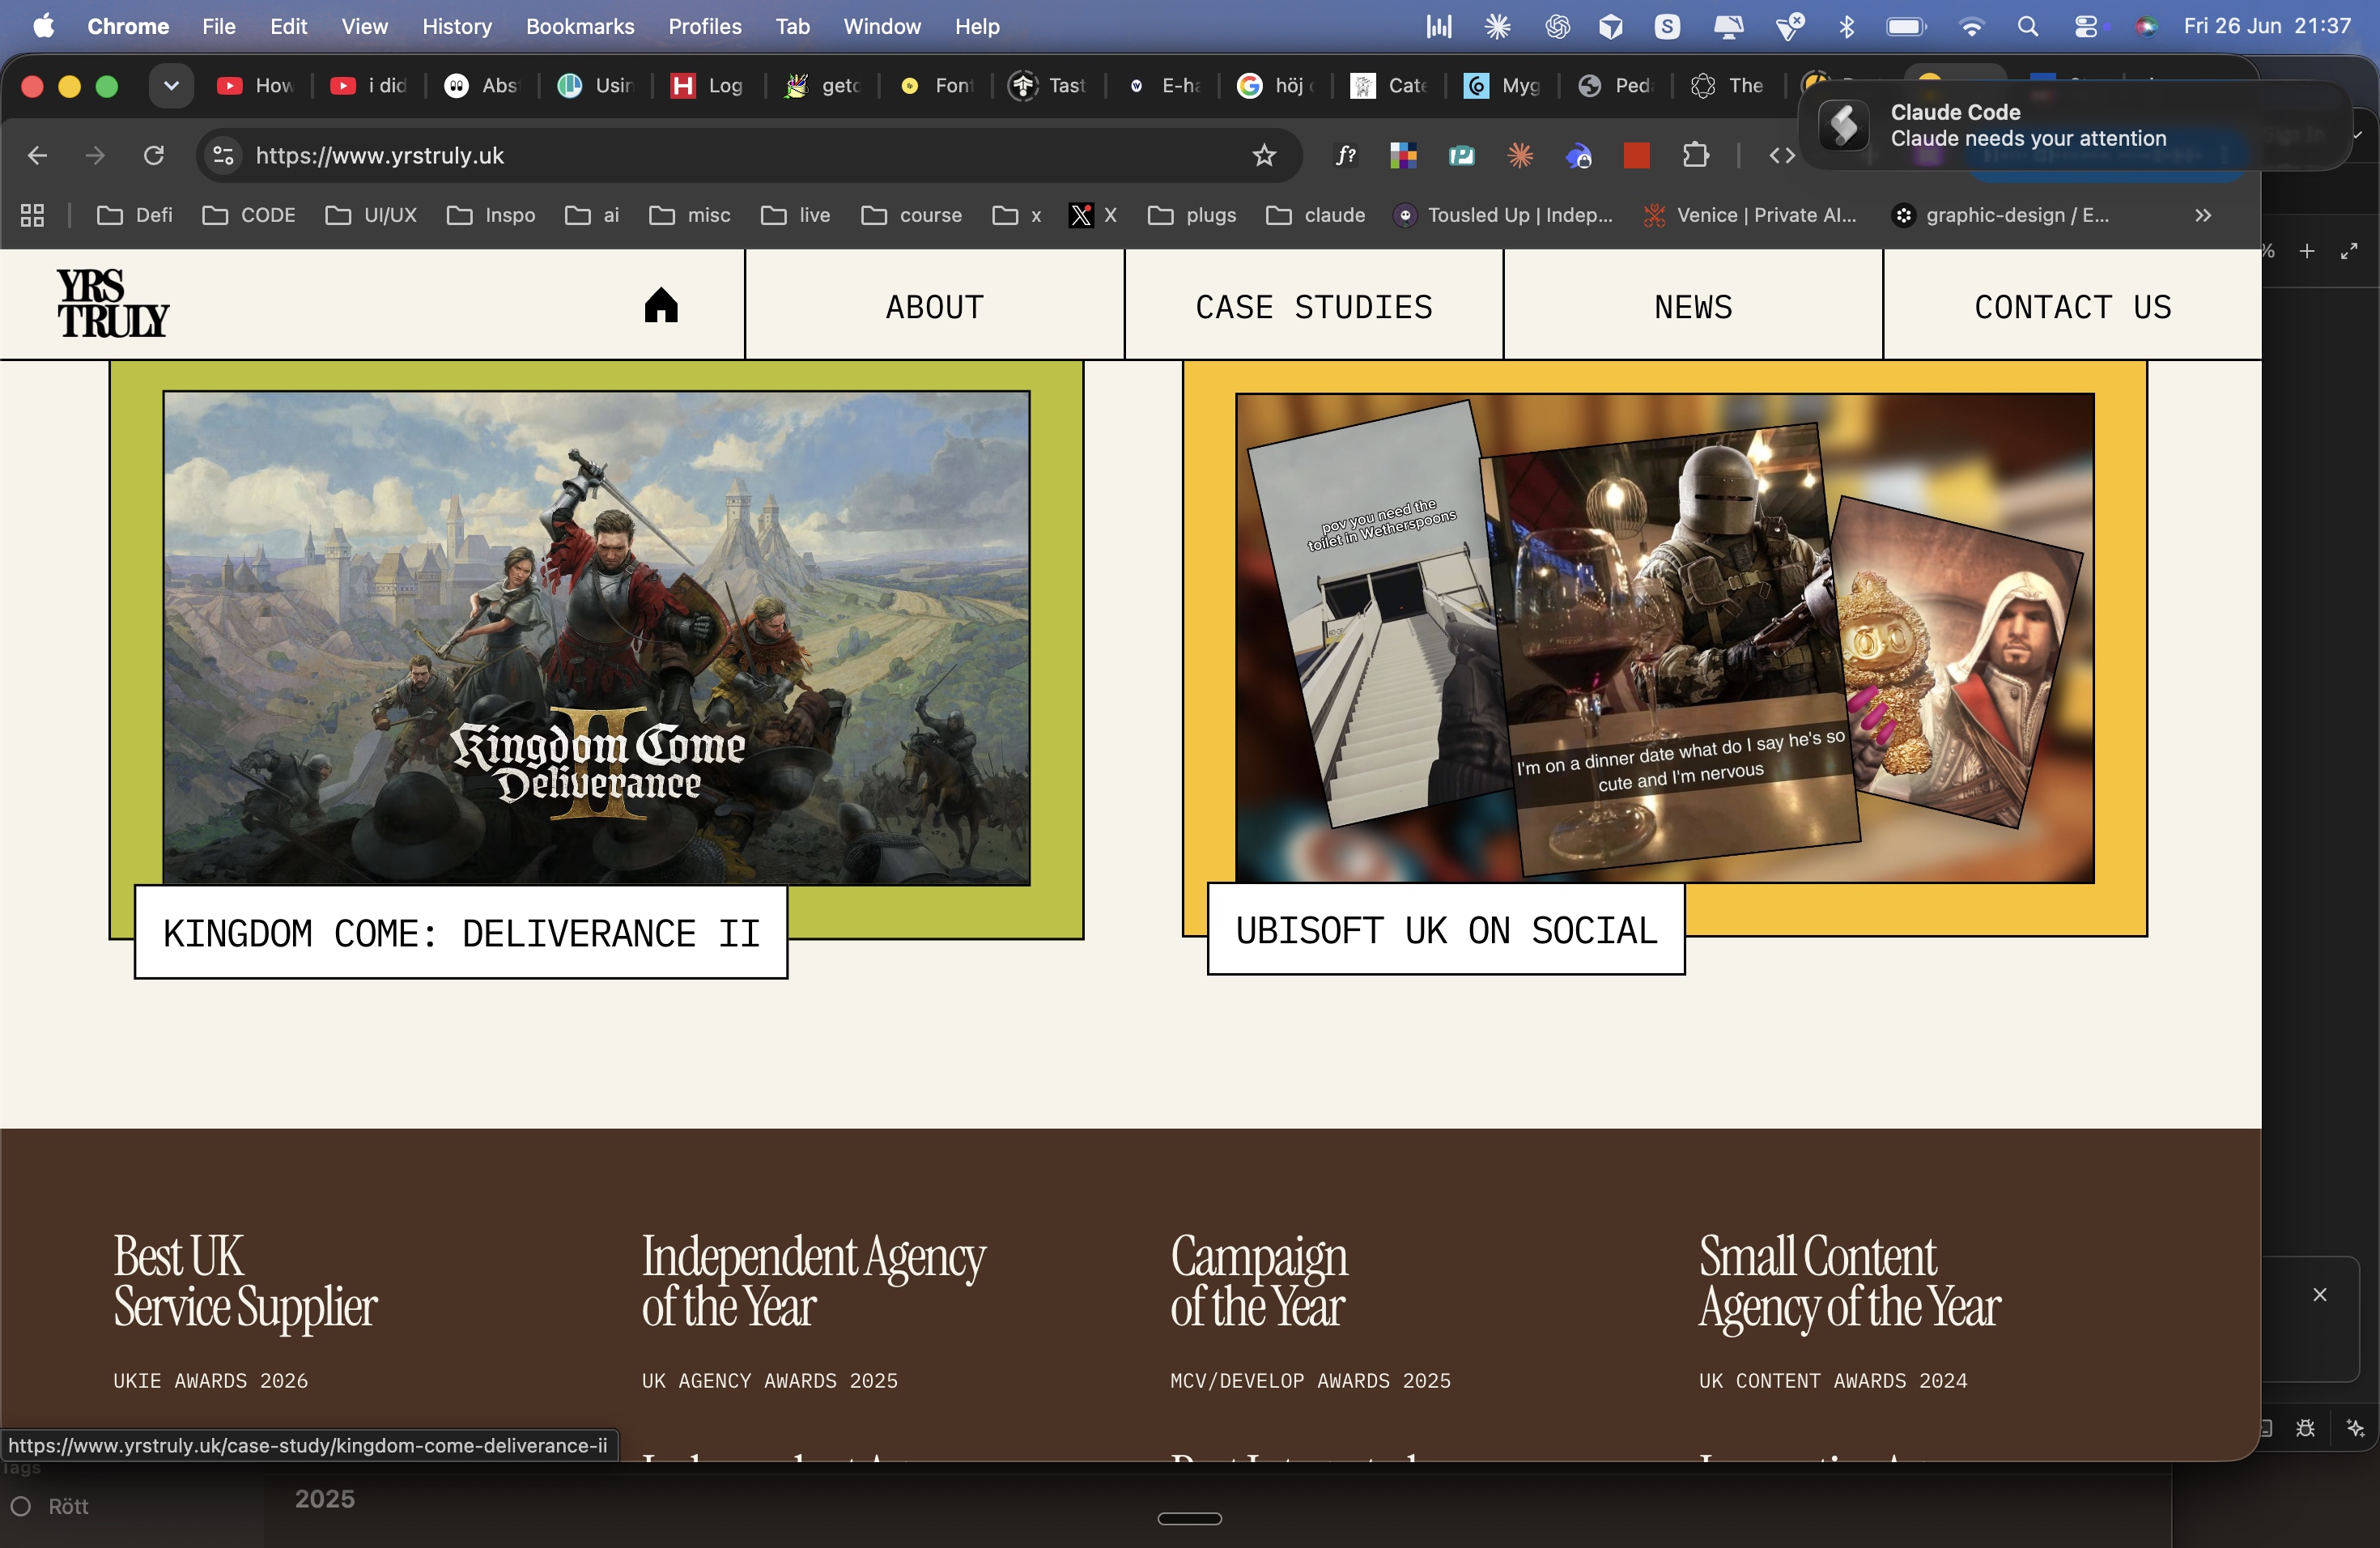 Chrome File Edit View History Bookmarks Profiles Tab Window Help Fri 26 Jun 21:37
How i did Abs Usin Log getc Font Tast E-ha höj c Cate Myg Ped The
Claude Code
Claude needs your attention
https://www.yrstruly.uk
Defi CODE UI/UX Inspo ai misc live course x X plugs claude Tousled Up | Indep... Venice | Private AI... graphic-design / E...
YRS
TRULY
ABOUT CASE STUDIES NEWS CONTACT US
Kingdom Come
II
Deliverance
pov you need the
toilet in Wetherspoons
I'm on a dinner date what do I say he's so
cute and I'm nervous
KINGDOM COME: DELIVERANCE II
UBISOFT UK ON SOCIAL
Best UK
Service Supplier
UKIE AWARDS 2026
Independent Agency
of the Year
UK AGENCY AWARDS 2025
Campaign
of the Year
MCV/DEVELOP AWARDS 2025
Small Content
Agency of the Year
UK CONTENT AWARDS 2024
https://www.yrstruly.uk/case-study/kingdom-come-deliverance-ii
Tags
Rött
2025